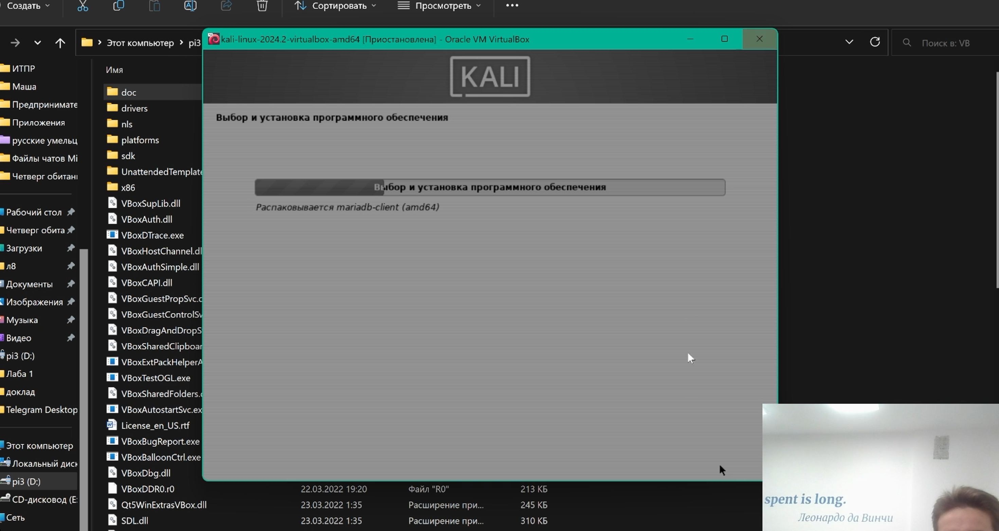 Создать
Сортировать
Просмотреть
Этот компьютер
pi3
Поиск в: VB
kali-linux-2024.2-virtualbox-amd64 [Приостановлена] - Oracle VM VirtualBox
KALI
Выбор и установка программного обеспечения
Выбор и установка программного обеспечения
Распаковывается mariadb-client (amd64)
ИТПР
Маша
Предпринимате
Приложения
русские умельц
Файлы чатов Mi
Четверг обитан
Рабочий стол
Четверг обита
Загрузки
л8
Документы
Изображения
Музыка
Видео
pi3 (D:)
Лаба 1
доклад
Telegram Desktop
Этот компьютер
Локальный диск
pi3 (D:)
CD-дисковод (E:
Сеть
Имя
doc
drivers
nls
platforms
sdk
UnattendedTemplate
x86
VBoxSupLib.dll
VBoxAuth.dll
VBoxDTrace.exe
VBoxHostChannel.dl
VBoxAuthSimple.dll
VBoxCAPI.dll
VBoxGuestPropSvc.d
VBoxGuestControlSv
VBoxDragAndDropS
VBoxSharedClipboar
VBoxExtPackHelperA
VBoxTestOGL.exe
VBoxSharedFolders.d
VBoxAutostartSvc.ex
License_en_US.rtf
VBoxBugReport.exe
VBoxBalloonCtrl.exe
VBoxDbg.dll
VBoxDDR0.r0 22.03.2022 19:20 Файл "R0" 213 КБ
Qt5WinExtrasVBox.dll 23.03.2022 1:35 Расширение при... 245 КБ
SDL.dll 23.03.2022 1:35 Расширение при... 310 КБ
spent is long.
Леонардо да Винчи